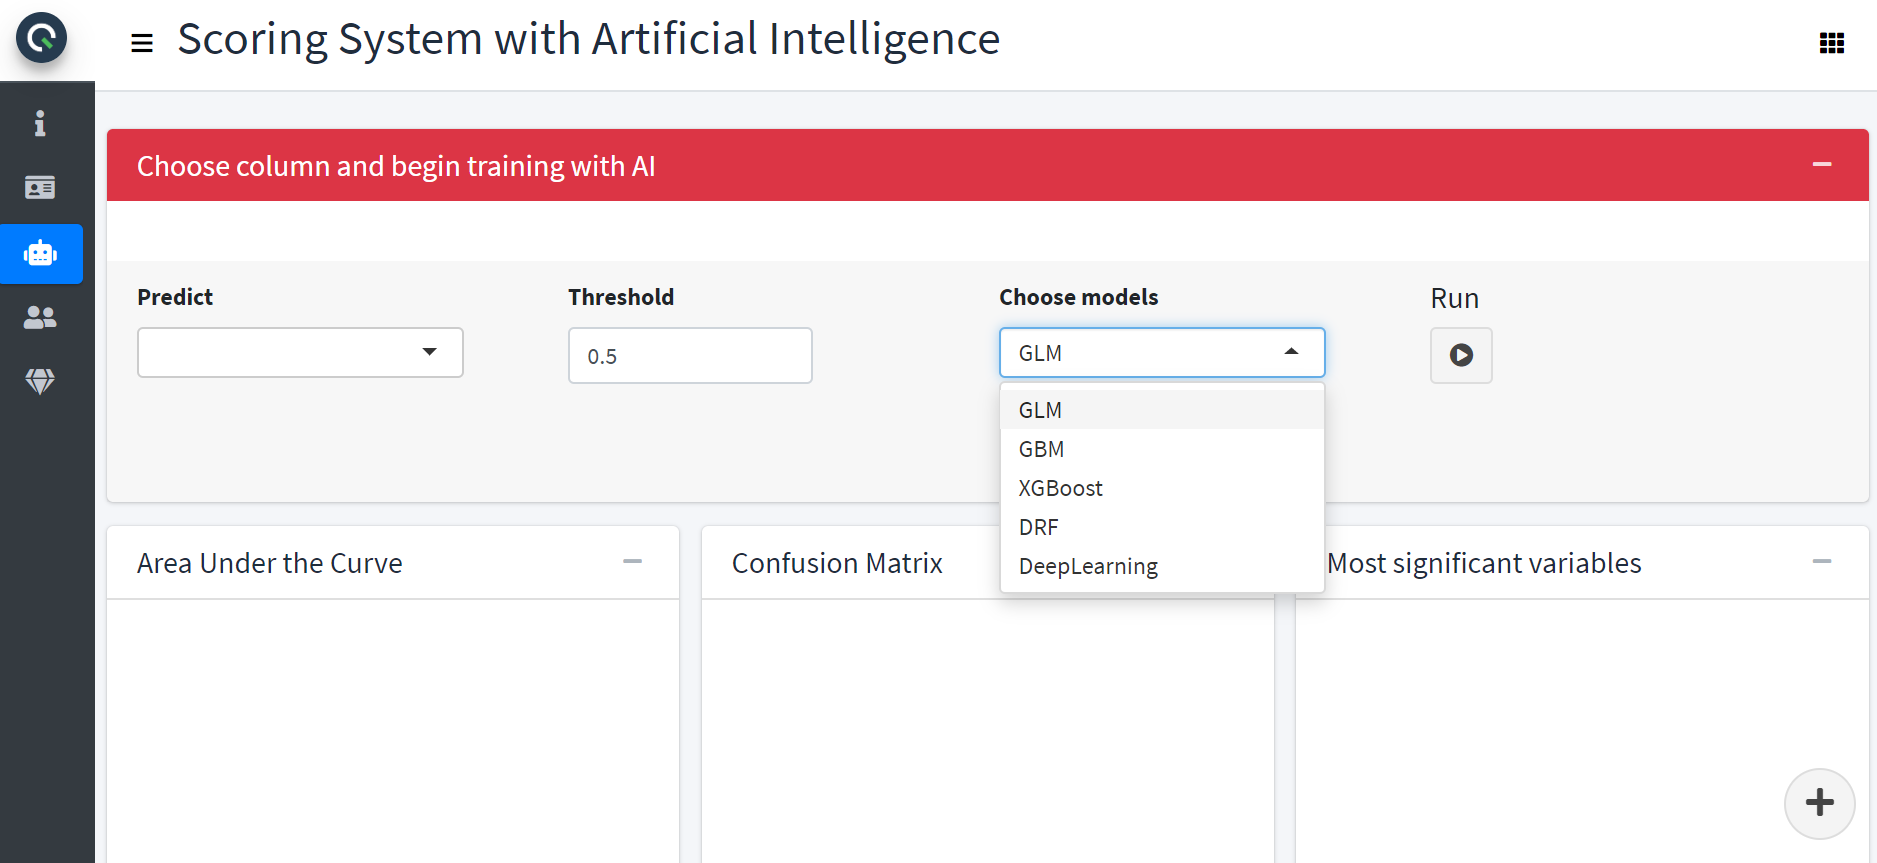 Scoring System with Artificial Intelligence
Choose column and begin training with AI
Predict
Threshold
Choose models
Run
0.5
GLM
GLM
GBM
XGBoost
DRF
DeepLearning
Area Under the Curve
Confusion Matrix
Most significant variables